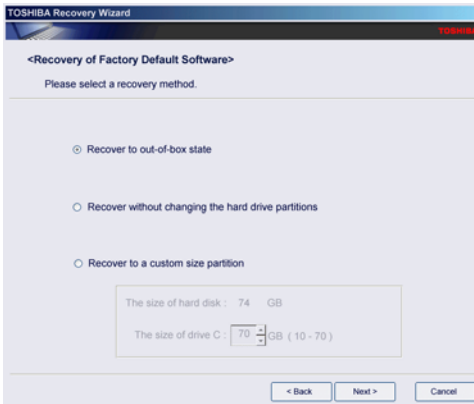 TOSHIBA Recovery Wizard
TOSHIBA
<Recovery of Factory Default Software>
Please select a recovery method.
Recover to out-of-box state
Recover without changing the hard drive partitions
Recover to a custom size partition
The size of hard disk : 74 GB
The size of drive C : 70 GB ( 10 - 70 )
< Back Next > Cancel